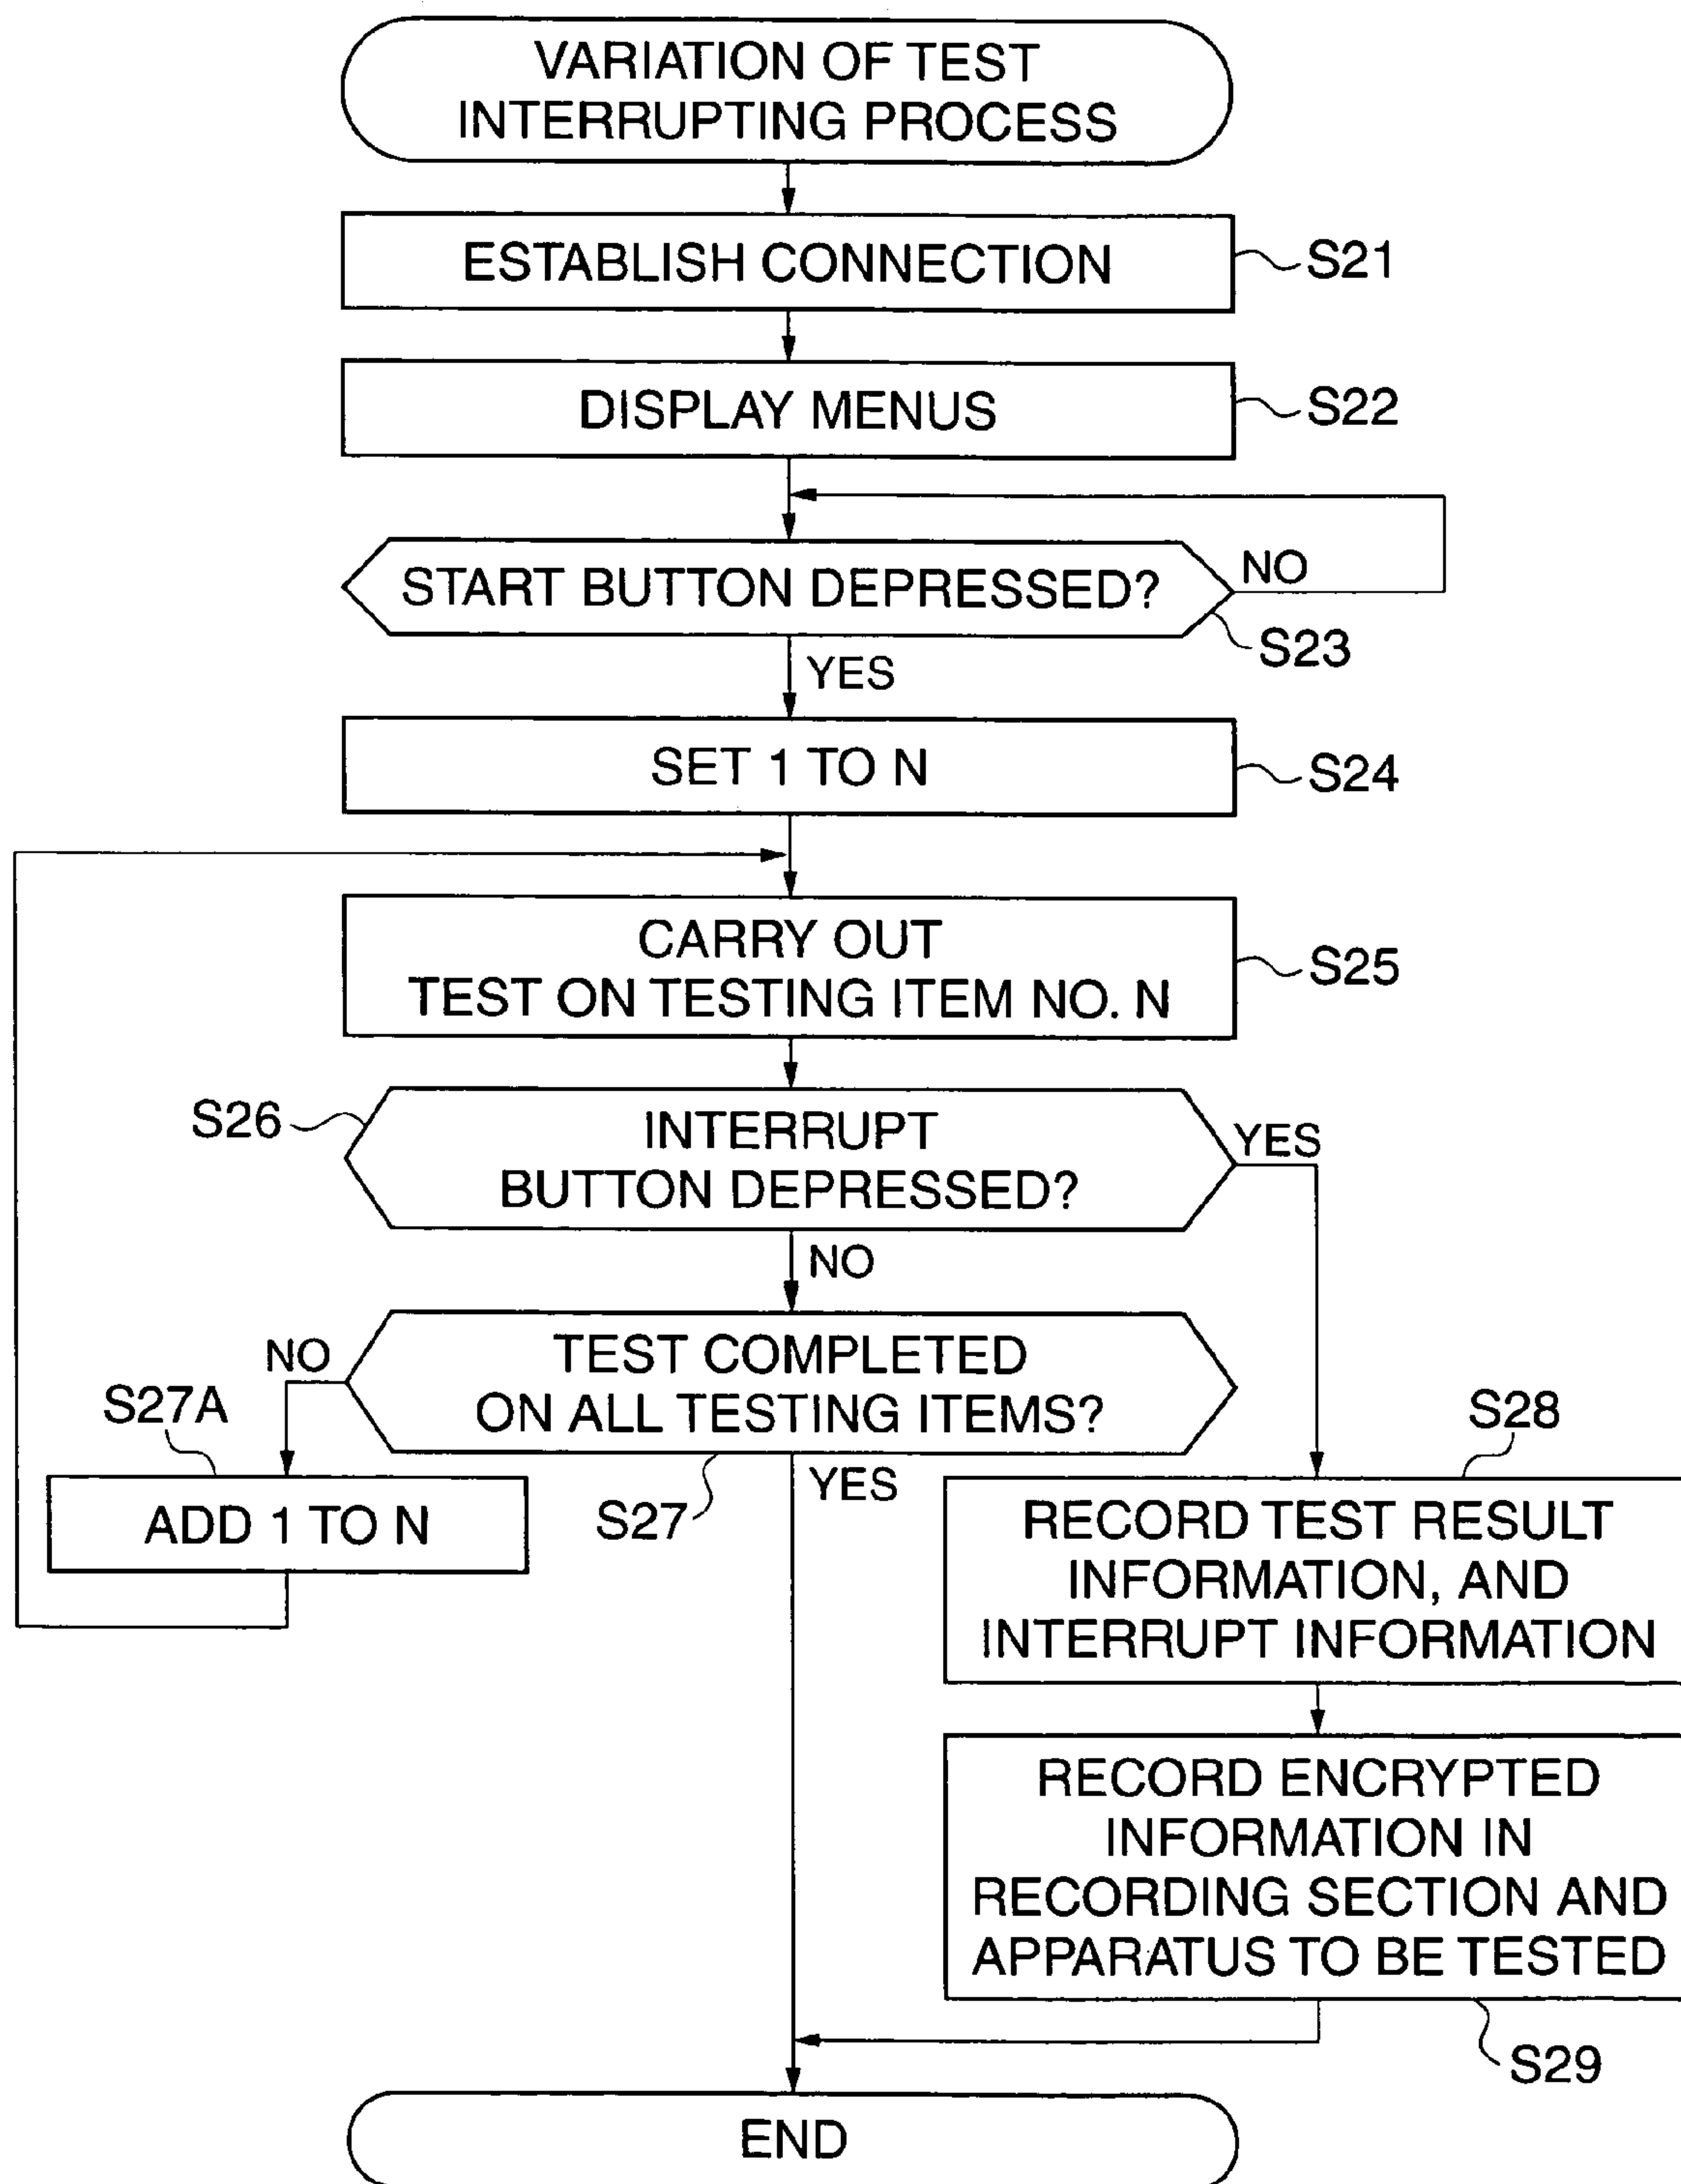 VARIATION OF TEST
INTERRUPTING PROCESS
ESTABLISH CONNECTION
S21
DISPLAY MENUS
S22
START BUTTON DEPRESSED?
NO
S23
YES
SET 1 TO N
S24
CARRY OUT
TEST ON TESTING ITEM NO. N
S25
S26
INTERRUPT
BUTTON DEPRESSED?
YES
NO
TEST COMPLETED
ON ALL TESTING ITEMS?
NO
S27A
S27
YES
ADD 1 TO N
S28
RECORD TEST RESULT
INFORMATION, AND
INTERRUPT INFORMATION
RECORD ENCRYPTED
INFORMATION IN
RECORDING SECTION AND
APPARATUS TO BE TESTED
S29
END